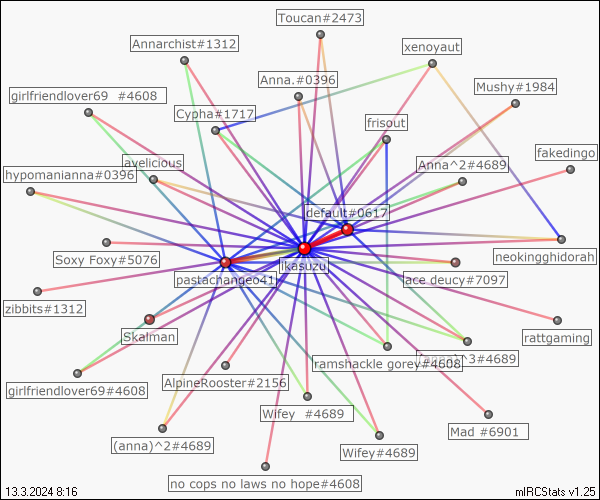 Toucan#2473
Annarchist#1312
xenoyaut
Anna.#0396
Mushy#1984
girlfriendlover69 #4608
Cypha#1717
frisout
fakedingo
ayelicious
Anna^2#4689
hypomanianna#0396
default#0617
neokingghidorah
Soxy Foxy#5076
ikasuzu
pastachange041
lace deucy#7097
zibbits#1312
Skalman
rattgaming
ramshackle gorey#4608
^3#4689
girlfriendlover69#4608
AlpineRooster#2156
Wifey #4689
Mad #6901
(anna)^2#4689
Wifey#4689
no cops no laws no hope#4608
13.3.2024 8:16
mIRCStats v1.25